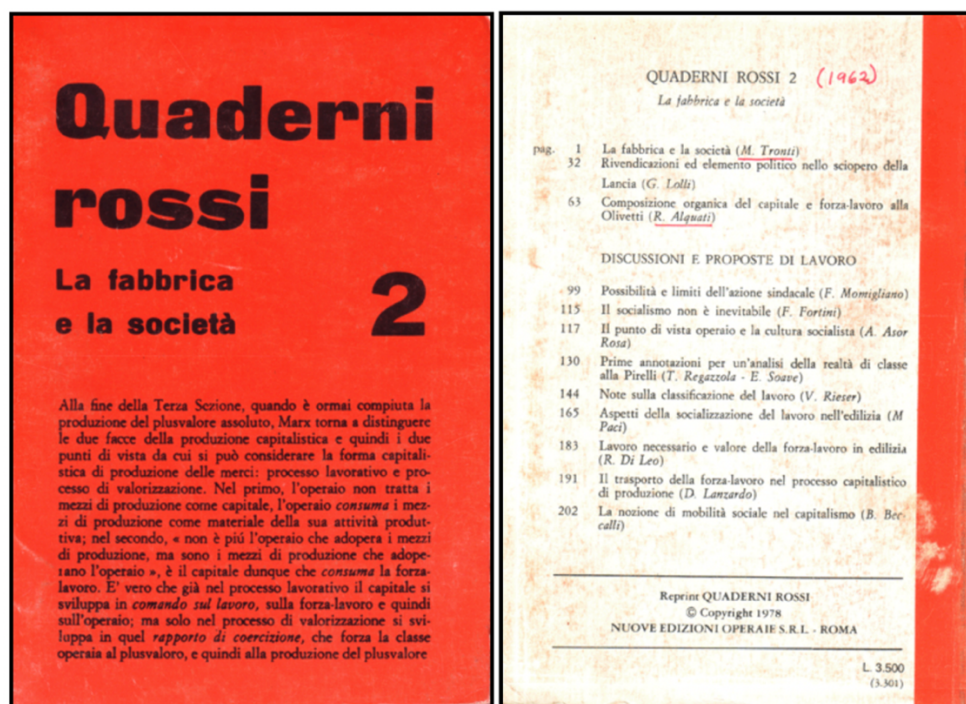 Quaderni
rossi
La fabbrica
e la società
2
Alla fine della Terza Sezione, quando è ormai compiuta la
produzione del plusvalore assoluto, Marx torna a distinguere
le due facce della produzione capitalistica e quindi i due
punti di vista da cui si può considerare la forma capitali-
stica di produzione delle merci: processo lavorativo e pro-
cesso di valorizzazione. Nel primo, l'operaio non tratta i
mezzi di produzione come capitale, l'operaio consuma i mez-
zi di produzione come materiale della sua attività produt-
tiva; nel secondo, « non è piú l'operaio che adopera i mezzi
di produzione, ma sono i mezzi di produzione che adope-
rano l'operaio », è il capitale dunque che consuma la forza-
lavoro. E' vero che già nel processo lavorativo il capitale si
sviluppa in comando sul lavoro, sulla forza-lavoro e quindi
sull'operaio; ma solo nel processo di valorizzazione si svi-
luppa in quel rapporto di coercizione, che forza la classe
operaia al plusvaloro, e quindi alla produzione del plusvalore
QUADERNI ROSSI 2 (1962)
La fabbrica e la società
pag. 1 La fabbrica e la società (M. Tronti)
32 Rivendicazioni ed elemento politico nello sciopero della
Lancia (G. Lolli)
63 Composizione organica del capitale e forza-lavoro alla
Olivetti (R. Alquati)
DISCUSSIONI E PROPOSTE DI LAVORO
99 Possibilità e limiti dell'azione sindacale (F. Momigliano)
115 Il socialismo non è inevitabile (F. Fortini)
117 Il punto di vista operaio e la cultura socialista (A. Asor
Rosa)
130 Prime annotazioni per un'analisi della realtà di classe
alla Pirelli (T. Regazzola - E. Soave)
144 Note sulla classificazione del lavoro (V. Rieser)
165 Aspetti della socializzazione del lavoro nell'edilizia (M
Paci)
183 Lavoro necessario e valore della forza-lavoro in edilizia
(R. Di Leo)
191 Il trasporto della forza-lavoro nel processo capitalistico
di produzione (D. Lanzardo)
202 La nozione di mobilità sociale nel capitalismo (B. Bec-
calli)
Reprint QUADERNI ROSSI
© Copyright 1978
NUOVE EDIZIONI OPERAIE S.R.L. - ROMA
L. 3.500
(3.301)